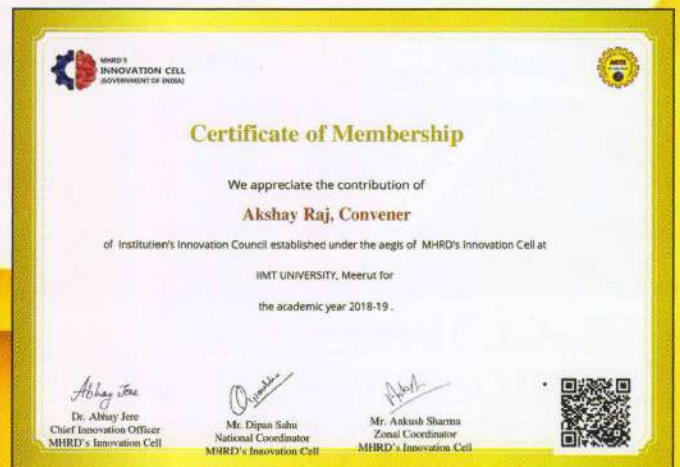 MHRD'S
INNOVATION CELL
(GOVERNMENT OF INDIA)
AICTE
Certificate of Membership
We appreciate the contribution of
Akshay Raj, Convener
of Institution's Innovation Council established under the aegis of MHRD's Innovation Cell at
IIMT UNIVERSITY, Meerut for
the academic year 2018-19 .
Abhay Jere
Dr. Abhay Jere
Chief Innovation Officer
MHRD's Innovation Cell
Mr. Dipan Sahu
National Coordinator
MHRD's Innovation Cell
Mr. Ankush Sharma
Zonal Coordinator
MHRD's Innovation Cell